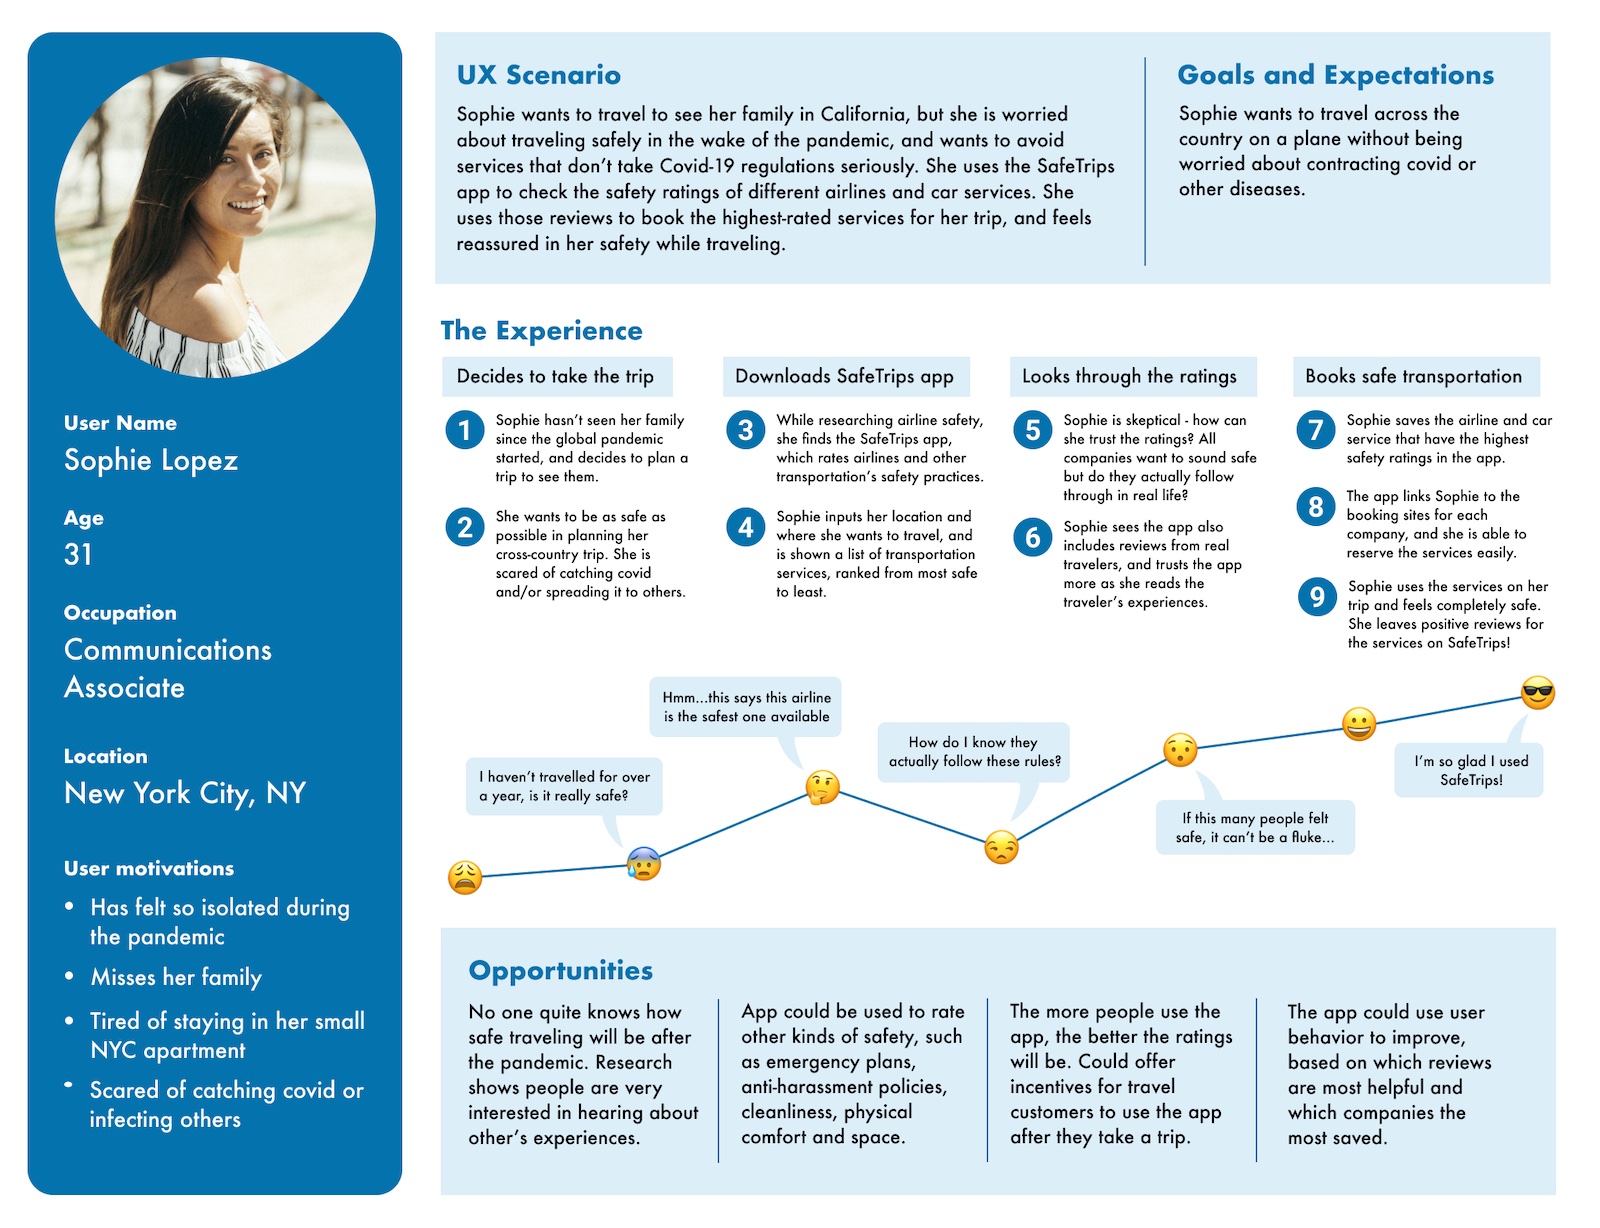 User Name
Sophie Lopez
Age
31
Occupation
Communications
Associate
Location
New York City, NY
User motivations
• Has felt so isolated during
the pandemic
• Misses her family
• Tired of staying in her small
NYC apartment
• Scared of catching covid or
infecting others
UX Scenario
Sophie wants to travel to see her family in California, but she is worried
about traveling safely in the wake of the pandemic, and wants to avoid
services that don't take Covid-19 regulations seriously. She uses the SafeTrips
app to check the safety ratings of different airlines and car services. She
uses those reviews to book the highest-rated services for her trip, and feels
reassured in her safety while traveling.
Goals and Expectations
Sophie wants to travel across the
country on a plane without being
worried about contracting covid or
other diseases.
The Experience
Decides to take the trip
1
Sophie hasn't seen her family
since the global pandemic
started, and decides to plan a
trip to see them.
2
She wants to be as safe as
possible in planning her
cross-country trip. She is
scared of catching covid
and/or spreading it to others.
Downloads SafeTrips app
3
While researching airline safety,
she finds the SafeTrips app,
which rates airlines and other
transportation's safety practices.
4
Sophie inputs her location and
where she wants to travel, and
is shown a list of transportation
services, ranked from most safe
to least.
Looks through the ratings
5
Sophie is skeptical - how can
she trust the ratings? All
companies want to sound safe
but do they actually follow
through in real life?
6
Sophie sees the app also
includes reviews from real
travelers, and trusts the app
more as she reads the
traveler's experiences.
Books safe transportation
7
Sophie saves the airline and car
service that have the highest
safety ratings in the app.
8
The app links Sophie to the
booking sites for each
company, and she is able to
reserve the services easily.
9
Sophie uses the services on her
trip and feels completely safe.
She leaves positive reviews for
the services on SafeTrips!
I haven't travelled for over
a year, is it really safe?
Hmm...this says this airline
is the safest one available
How do I know they
actually follow these rules?
If this many people felt
safe, it can't be a fluke...
I'm so glad I used
SafeTrips!
Opportunities
No one quite knows how
safe traveling will be after
the pandemic. Research
shows people are very
interested in hearing about
other's experiences.
App could be used to rate
other kinds of safety, such
as emergency plans,
anti-harassment policies,
cleanliness, physical
comfort and space.
The more people use the
app, the better the ratings
will be. Could offer
incentives for travel
customers to use the app
after they take a trip.
The app could use user
behavior to improve,
based on which reviews
are most helpful and
which companies the
most saved.